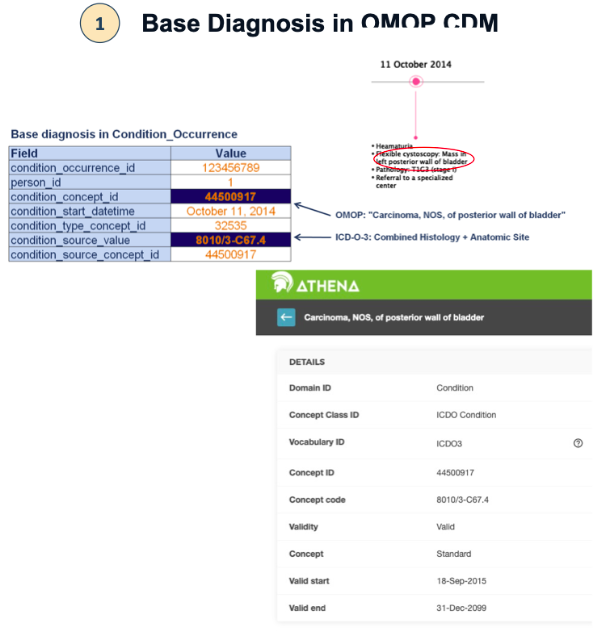 1 Base Diagnosis in OMOP CDM
11 October 2014
• Heamaturia
• Flexible cystoscopy: Mass in
left posterior wall of bladder
• Pathology: T1G3 (stage I)
• Referral to a specialized
center
Base diagnosis in Condition_Occurrence
Field Value
condition_occurrence_id 123456789
person_id 1
condition_concept_id 44500917
condition_start_datetime October 11, 2014
condition_type_concept_id 32535
condition_source_value 8010/3-C67.4
condition_source_concept_id 44500917
OMOP: "Carcinoma, NOS, of posterior wall of bladder"
ICD-O-3: Combined Histology + Anatomic Site
ATHENA
Carcinoma, NOS, of posterior wall of bladder
DETAILS
Domain ID Condition
Concept Class ID ICDO Condition
Vocabulary ID ICDO3
Concept ID 44500917
Concept code 8010/3-C67.4
Validity Valid
Concept Standard
Valid start 18-Sep-2015
Valid end 31-Dec-2099